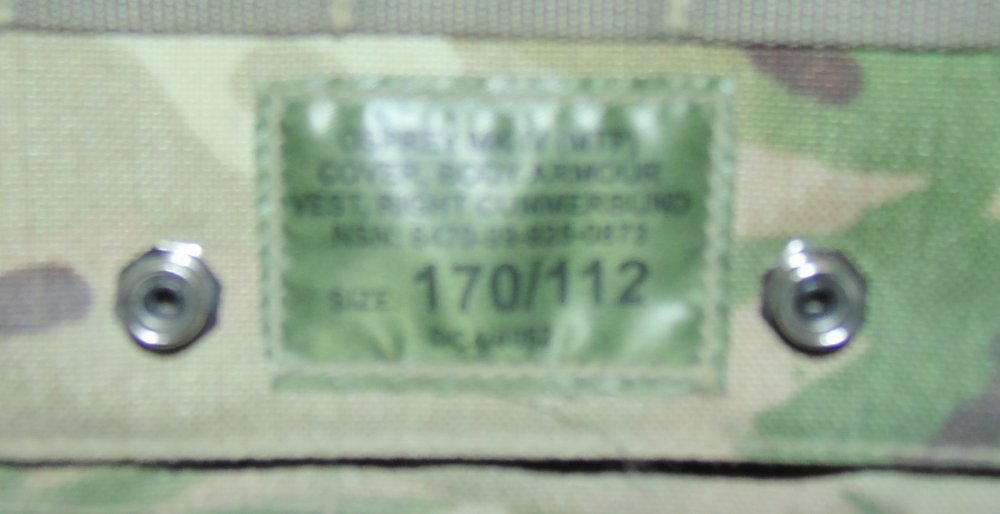 OSPREY MK IV (MTP)
COVER, BODY ARMOUR
VEST, RIGHT CUMMERBUND
NSN:
SIZE: 170/112